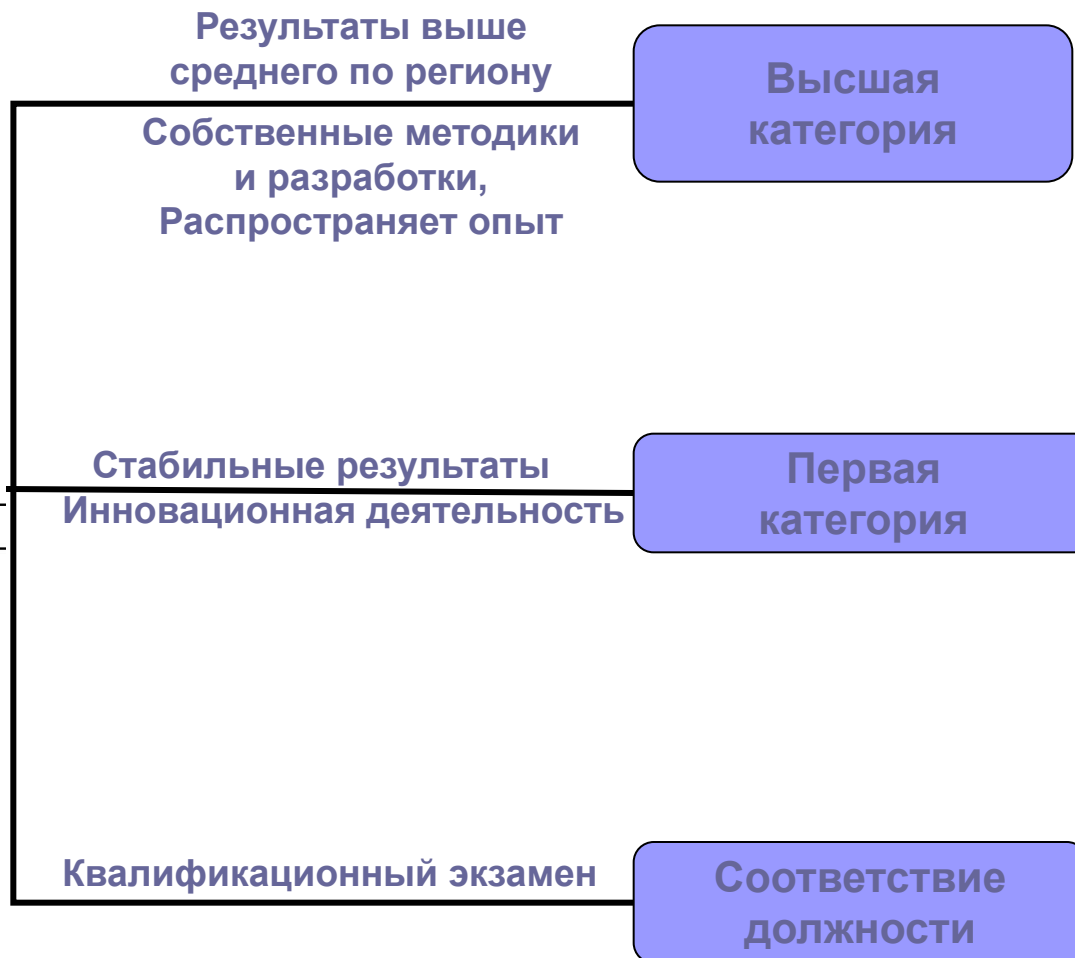 Результаты выше
среднего по региону
Собственные методики
и разработки,
Распространяет опыт
Высшая
категория
Стабильные результаты
Инновационная деятельность
Первая
категория
Квалификационный экзамен
Соответствие
должности